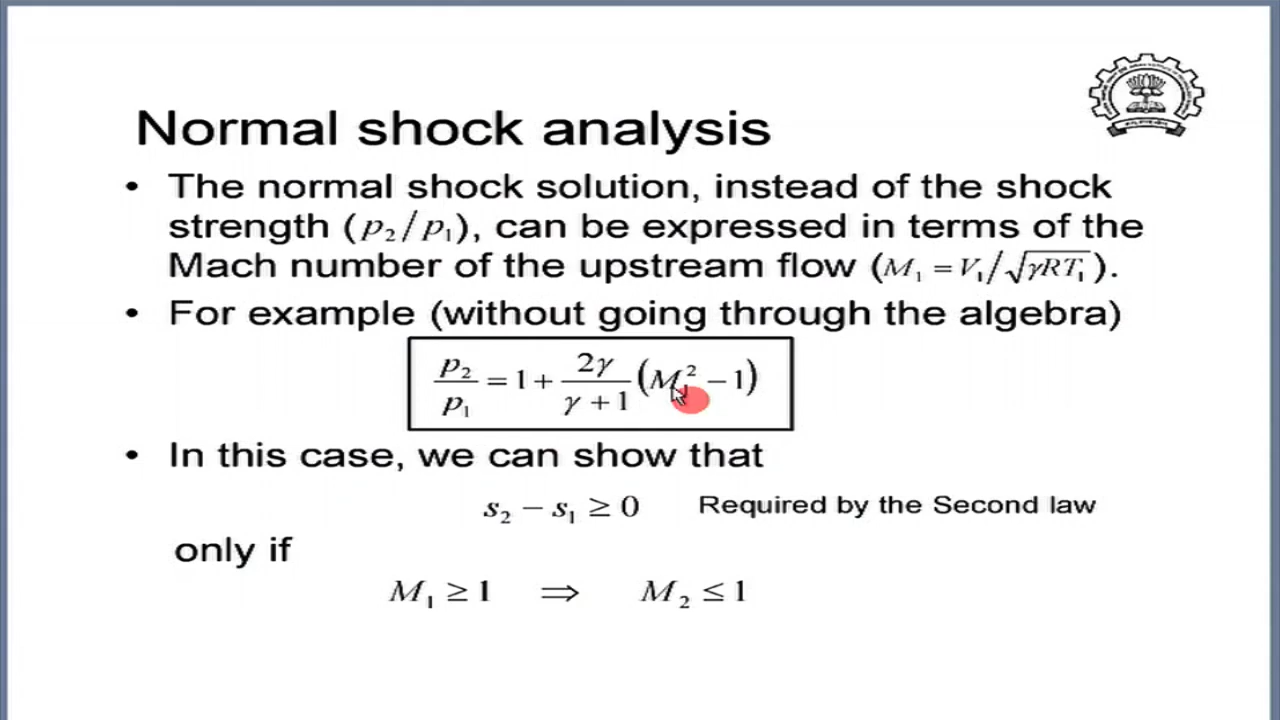 Normal shock analysis
• The normal shock solution, instead of the shock
strength (p₂/p₁), can be expressed in terms of the
Mach number of the upstream flow (M₁ = V₁/√γRT₁).
• For example (without going through the algebra)
p₂/p₁ = 1 + 2γ/(γ + 1) (M₁² − 1)
• In this case, we can show that
s₂ − s₁ ≥ 0 Required by the Second law
only if
M₁ ≥ 1 ⇒ M₂ ≤ 1